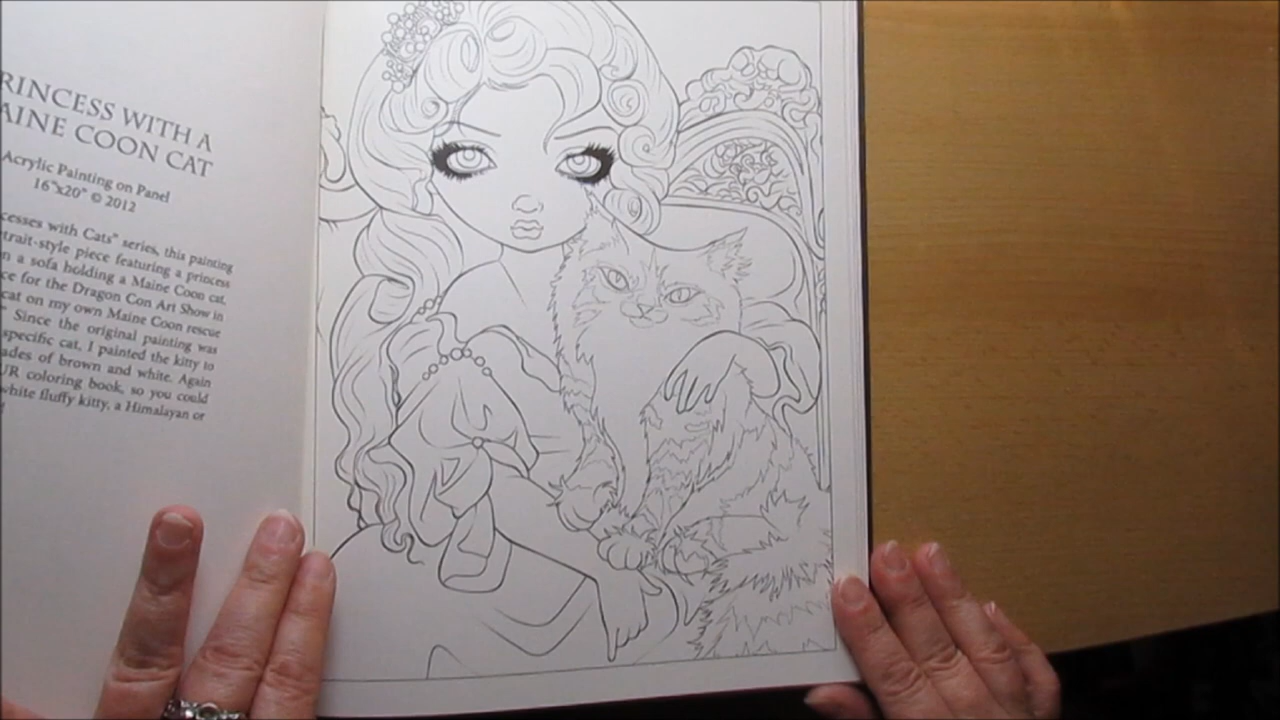 RINCESS WITH A
AINE COON CAT
Acrylic Painting on Panel
16"x20" © 2012
cesses with Cats" series, this painting
trait-style piece featuring a princess
n a sofa holding a Maine Coon cat,
ce for the Dragon Con Art Show in
cat on my own Maine Coon rescue
Since the original painting was
specific cat, I painted the kitty to
ades of brown and white. Again
UR coloring book, so you could
white fluffy kitty, a Himalayan or